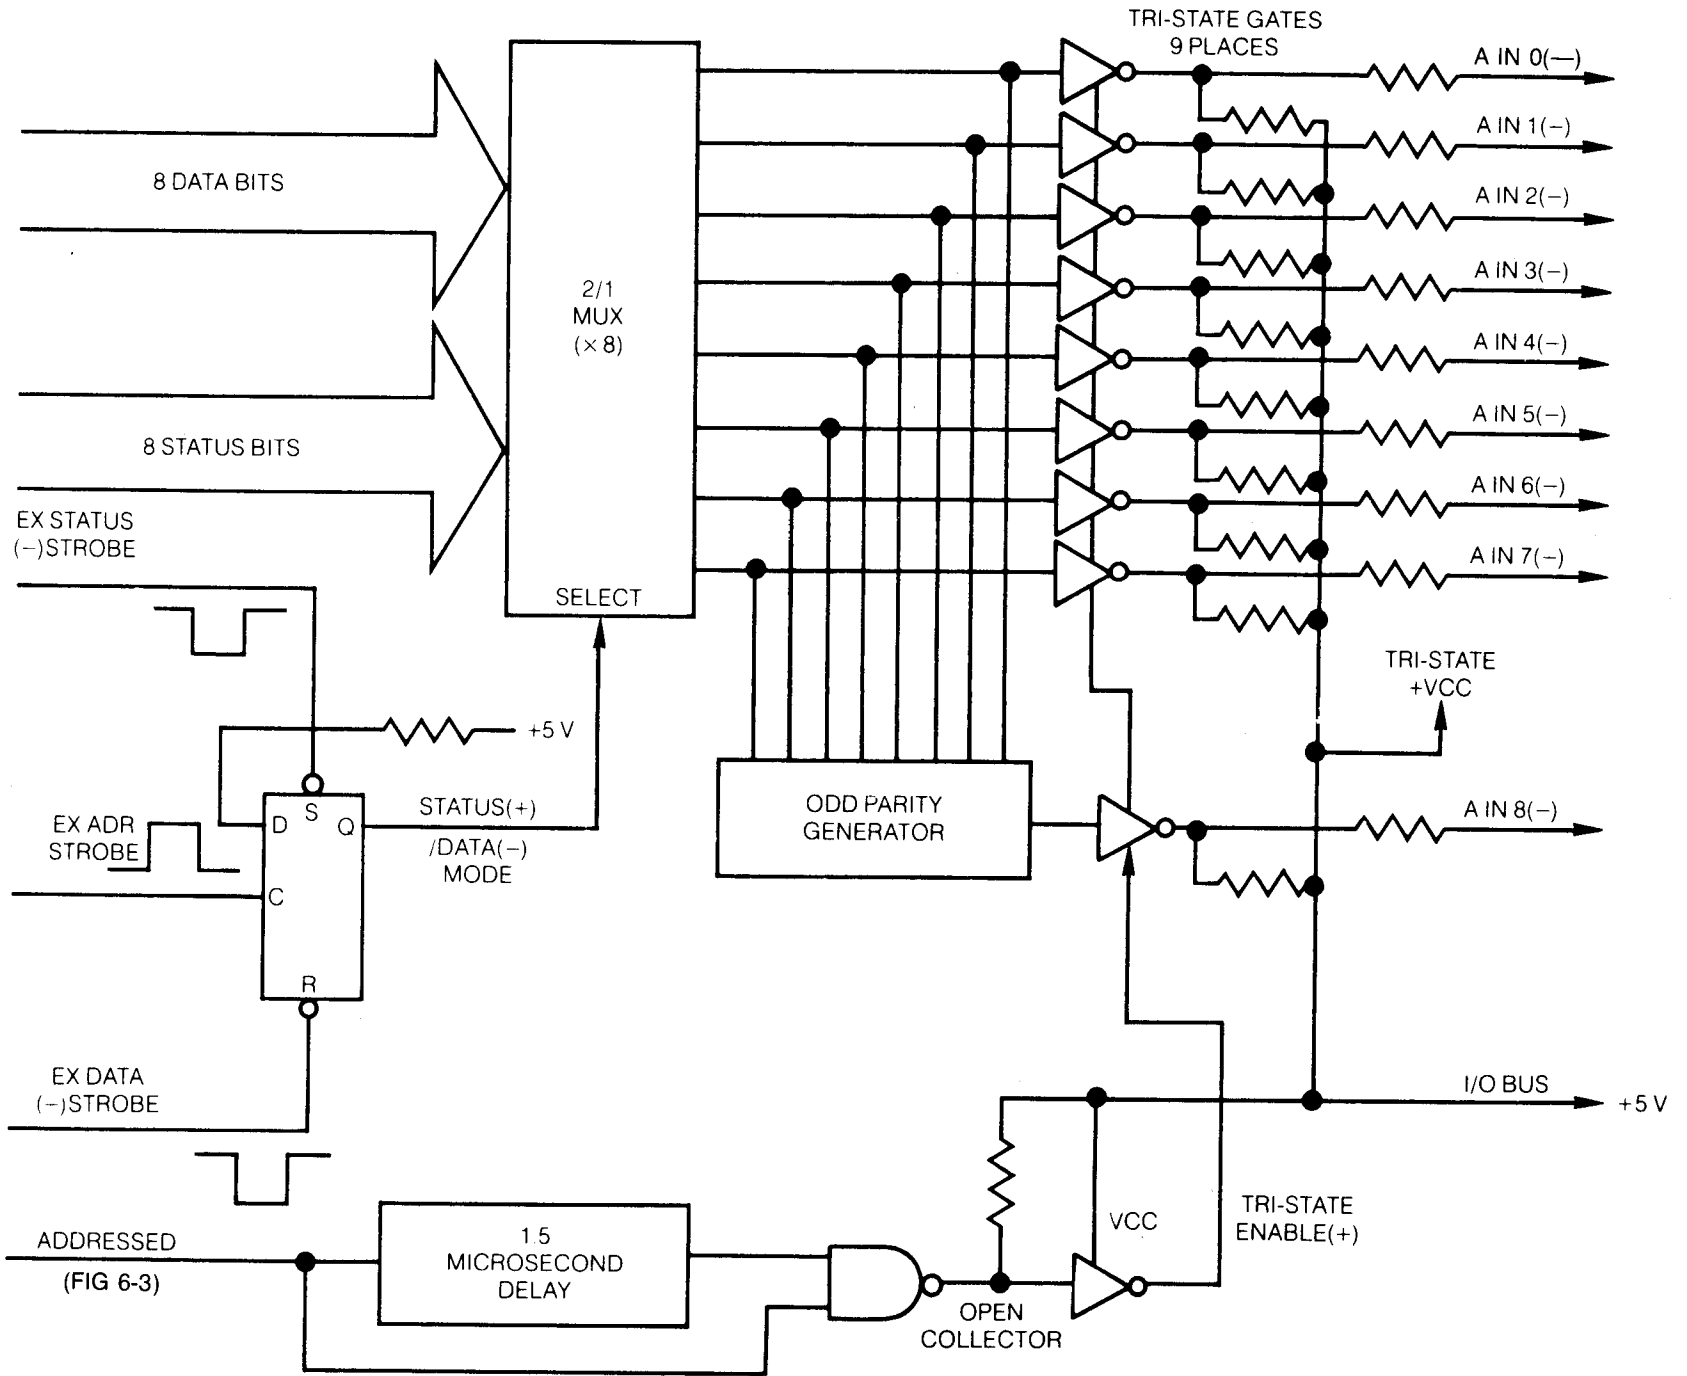 TRI-STATE GATES
9 PLACES
A IN 0(—)
A IN 1(−)
8 DATA BITS
A IN 2(−)
A IN 3(−)
2/1
MUX
(×8)
A IN 4(−)
A IN 5(−)
8 STATUS BITS
A IN 6(−)
EX STATUS
(−)STROBE
A IN 7(−)
SELECT
TRI-STATE
+VCC
+5 V
S
D
Q
STATUS(+)
/DATA(−)
MODE
EX ADR
STROBE
C
R
ODD PARITY
GENERATOR
A IN 8(−)
EX DATA
(−)STROBE
I/O BUS
+5 V
VCC
TRI-STATE
ENABLE(+)
ADDRESSED
(FIG 6-3)
1.5
MICROSECOND
DELAY
OPEN
COLLECTOR